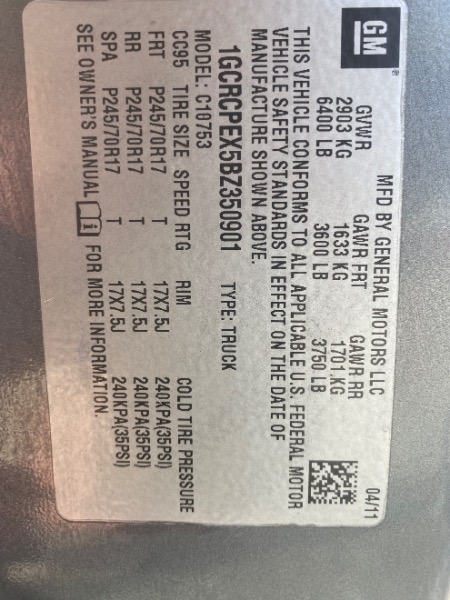 GM
®
MFD BY GENERAL MOTORS LLC 04/11
GVWR GAWR FRT GAWR RR
2903 KG 1633 KG 1701 KG
6400 LB 3600 LB 3750 LB
THIS VEHICLE CONFORMS TO ALL APPLICABLE U.S. FEDERAL MOTOR
VEHICLE SAFETY STANDARDS IN EFFECT ON THE DATE OF
MANUFACTURE SHOWN ABOVE.
1GCRCPEX5BZ350901 TYPE: TRUCK
MODEL: C10753
CC95 TIRE SIZE SPEED RTG RIM COLD TIRE PRESSURE
FRT P245/70R17 T 17X7.5J 240KPA(35PSI)
RR P245/70R17 T 17X7.5J 240KPA(35PSI)
SPA P245/70R17 T 17X7.5J 240KPA(35PSI)
SEE OWNER'S MANUAL i FOR MORE INFORMATION.